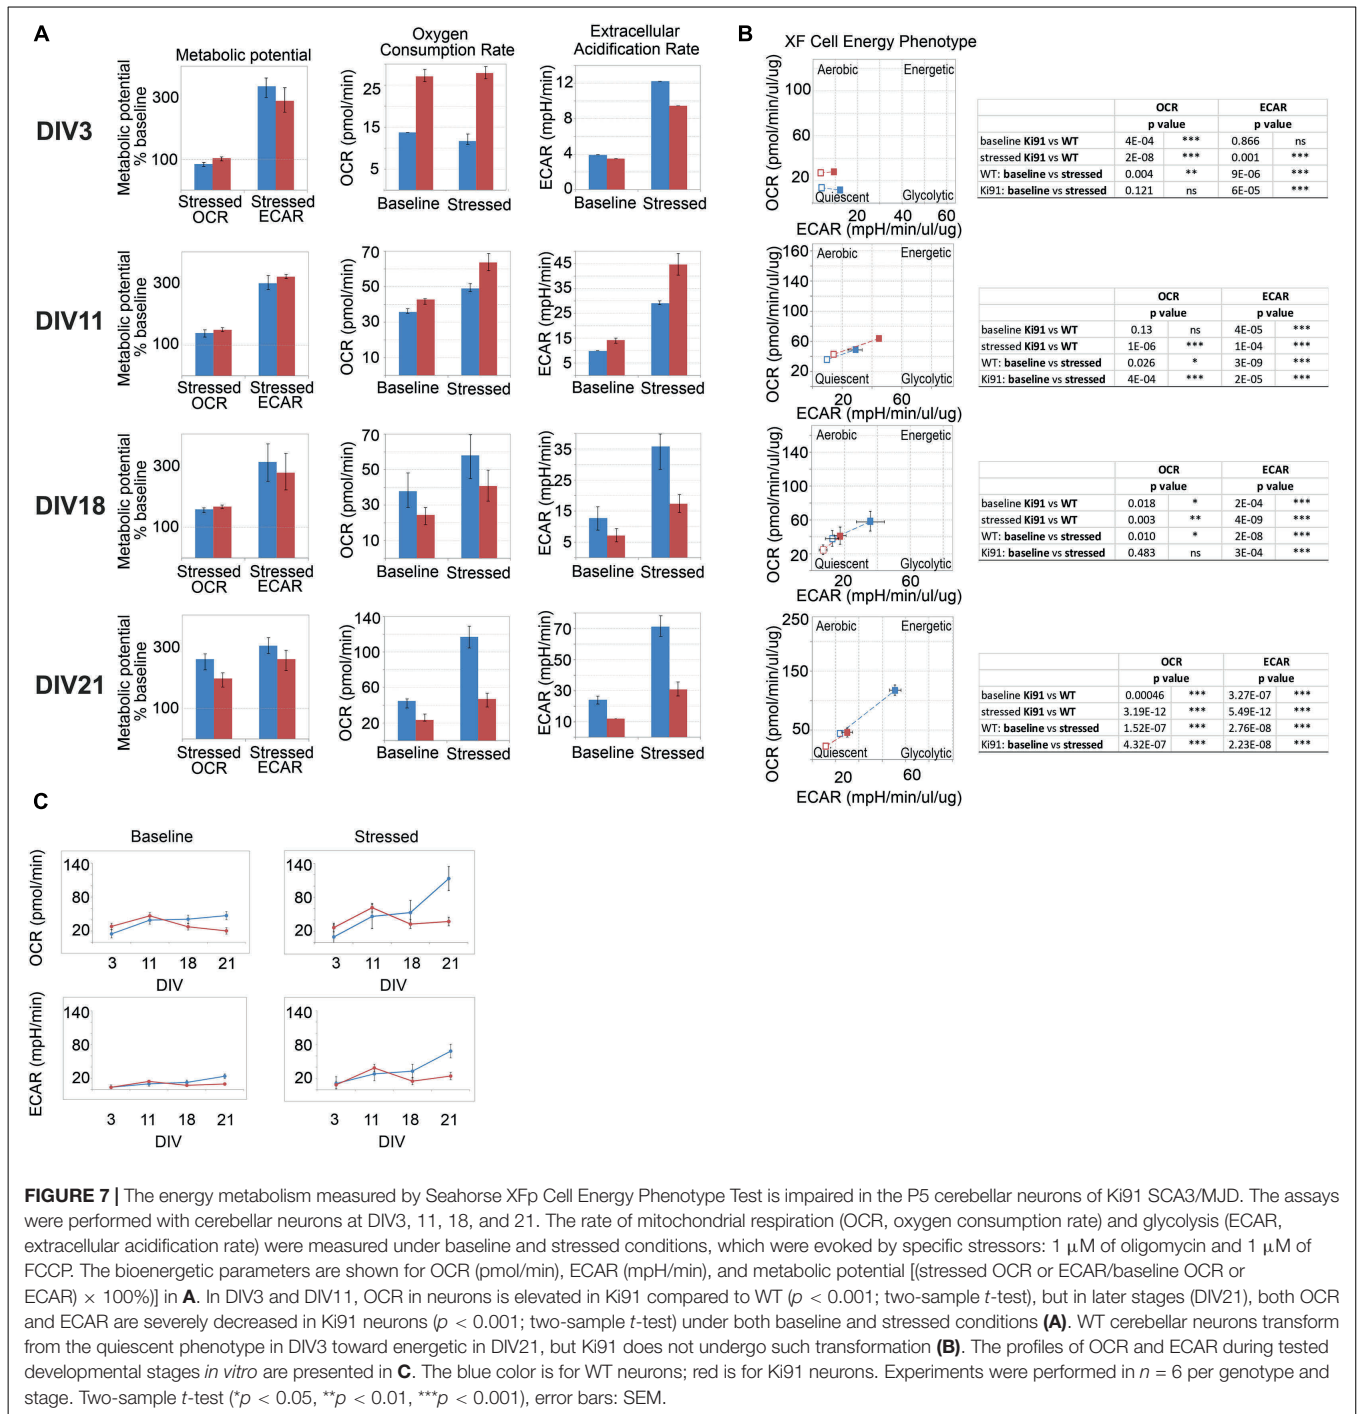 A
Metabolic potential
Oxygen
Consumption Rate
Extracellular
Acidification Rate
DIV3
Metabolic potential
% baseline
300
100
Stressed
OCR
Stressed
ECAR
OCR (pmol/min)
25
15
5
Baseline
Stressed
ECAR (mpH/min)
12
8
4
0
Baseline
Stressed
DIV11
Metabolic potential
% baseline
300
100
Stressed
OCR
Stressed
ECAR
OCR (pmol/min)
70
50
30
10
Baseline
Stressed
ECAR (mpH/min)
45
35
25
15
5
Baseline
Stressed
DIV18
Metabolic potential
% baseline
300
100
Stressed
OCR
Stressed
ECAR
OCR (pmol/min)
70
50
30
10
Baseline
Stressed
ECAR (mpH/min)
35
25
15
5
Baseline
Stressed
DIV21
Metabolic potential
% baseline
300
100
Stressed
OCR
Stressed
ECAR
OCR (pmol/min)
140
100
60
20
Baseline
Stressed
ECAR (mpH/min)
70
50
30
10
Baseline
Stressed
B
XF Cell Energy Phenotype
OCR (pmol/min/ul/ug)
120
100
60
20
Aerobic
Energetic
Quiescent
Glycolytic
20 40 60
ECAR (mpH/min/ul/ug)
OCR ECAR
p value p value
baseline Ki91 vs WT 4E-04 *** 0.866 ns
stressed Ki91 vs WT 2E-08 *** 0.001 ***
WT: baseline vs stressed 0.004 ** 9E-06 ***
Ki91: baseline vs stressed 0.121 ns 6E-05 ***
OCR (pmol/min/ul/ug)
160
100
60
20
Aerobic
Energetic
Quiescent
Glycolytic
20 60
ECAR (mpH/min/ul/ug)
OCR ECAR
p value p value
baseline Ki91 vs WT 0.13 ns 4E-05 ***
stressed Ki91 vs WT 1E-06 *** 1E-04 ***
WT: baseline vs stressed 0.026 * 3E-09 ***
Ki91: baseline vs stressed 4E-04 *** 2E-05 ***
OCR (pmol/min/ul/ug)
160
100
60
20
Aerobic
Energetic
Quiescent
Glycolytic
20 60
ECAR (mpH/min/ul/ug)
OCR ECAR
p value p value
baseline Ki91 vs WT 0.018 * 2E-04 ***
stressed Ki91 vs WT 0.003 ** 4E-09 ***
WT: baseline vs stressed 0.010 * 2E-08 ***
Ki91: baseline vs stressed 0.483 ns 3E-04 ***
OCR (pmol/min/ul/ug)
250
150
50
Aerobic
Energetic
Quiescent
Glycolytic
20 60
ECAR (mpH/min/ul/ug)
OCR ECAR
p value p value
baseline Ki91 vs WT 0.00046 *** 3.27E-07 ***
stressed Ki91 vs WT 3.19E-12 *** 5.49E-12 ***
WT: baseline vs stressed 1.52E-07 *** 2.76E-08 ***
Ki91: baseline vs stressed 4.32E-07 *** 2.23E-08 ***
C
Baseline
Stressed
OCR (pmol/min)
140
80
20
3 11 18 21
DIV
140
80
20
3 11 18 21
DIV
ECAR (mpH/min)
140
80
20
3 11 18 21
DIV
140
80
20
3 11 18 21
DIV
FIGURE 7 | The energy metabolism measured by Seahorse XFp Cell Energy Phenotype Test is impaired in the P5 cerebellar neurons of Ki91 SCA3/MJD. The assays
were performed with cerebellar neurons at DIV3, 11, 18, and 21. The rate of mitochondrial respiration (OCR, oxygen consumption rate) and glycolysis (ECAR,
extracellular acidification rate) were measured under baseline and stressed conditions, which were evoked by specific stressors: 1 μM of oligomycin and 1 μM of
FCCP. The bioenergetic parameters are shown for OCR (pmol/min), ECAR (mpH/min), and metabolic potential [(stressed OCR or ECAR/baseline OCR or
ECAR) × 100%)] in A. In DIV3 and DIV11, OCR in neurons is elevated in Ki91 compared to WT (p < 0.001; two-sample t-test), but in later stages (DIV21), both OCR
and ECAR are severely decreased in Ki91 neurons (p < 0.001; two-sample t-test) under both baseline and stressed conditions (A). WT cerebellar neurons transform
from the quiescent phenotype in DIV3 toward energetic in DIV21, but Ki91 does not undergo such transformation (B). The profiles of OCR and ECAR during tested
developmental stages in vitro are presented in C. The blue color is for WT neurons; red is for Ki91 neurons. Experiments were performed in n = 6 per genotype and
stage. Two-sample t-test (*p < 0.05, **p < 0.01, ***p < 0.001), error bars: SEM.